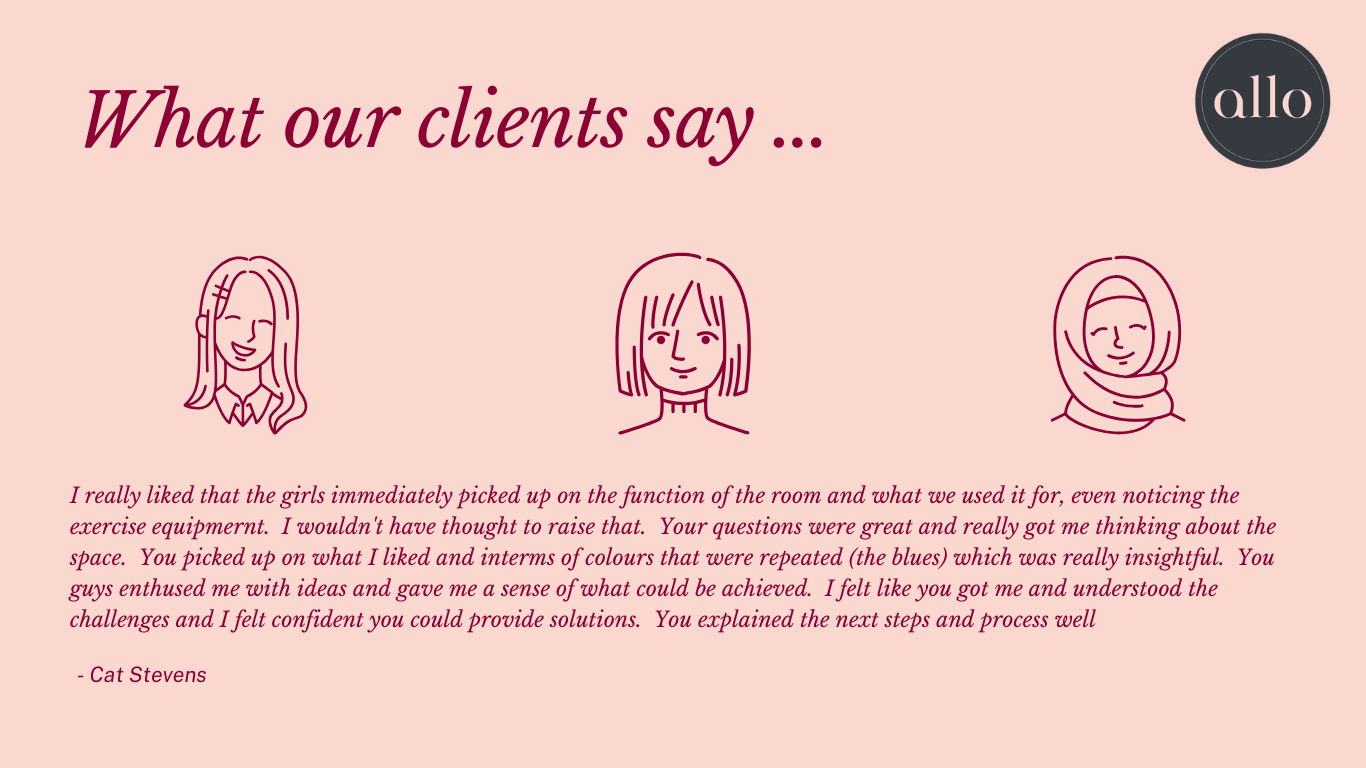 What our clients say ...
allo
I really liked that the girls immediately picked up on the function of the room and what we used it for, even noticing the
exercise equipmernt.  I wouldn't have thought to raise that.  Your questions were great and really got me thinking about the
space.  You picked up on what I liked and interms of colours that were repeated (the blues) which was really insightful.  You
guys enthused me with ideas and gave me a sense of what could be achieved.  I felt like you got me and understood the
challenges and I felt confident you could provide solutions.  You explained the next steps and process well
- Cat Stevens